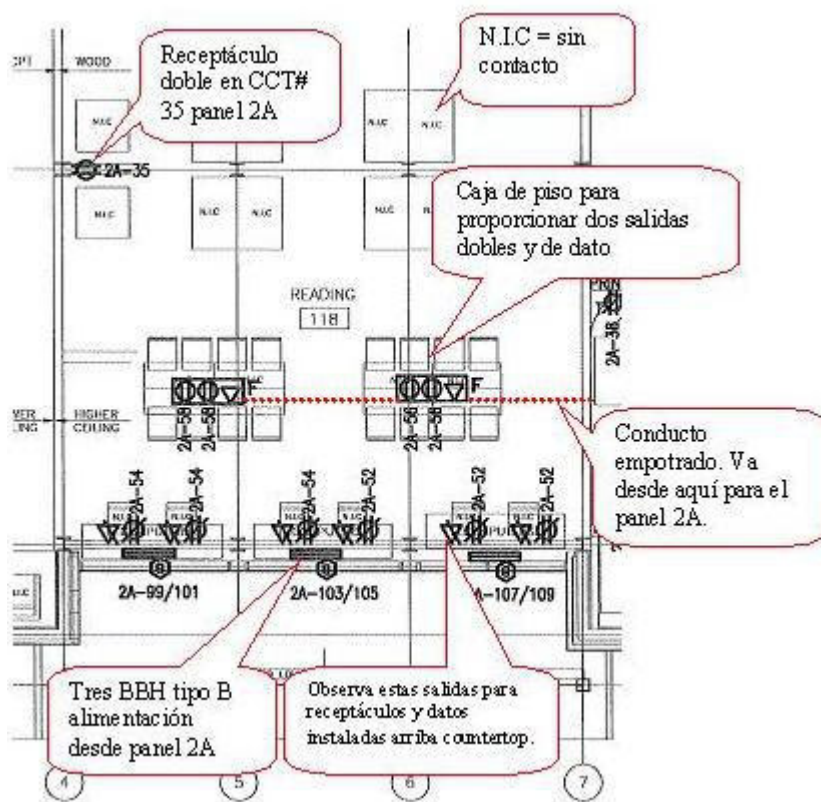 Receptáculo
doble en CCT#
35 panel 2A
N.I.C = sin
contacto
WOOD
N.I.C
N.I.C
N.I.C
N.I.C
N.I.C
2A-35
N.I.C
N.I.C
N.I.C
N.I.C
N.I.C
Caja de piso para
proporcionar dos salidas
dobles y de dato
READING
118
2A-38
F
F
2A-58
2A-58
2A-58
2A-58
HIGHER
CEILING
Conducto
empotrado. Va
desde aquí para el
panel 2A.
2A-54
2A-54
2A-54
2A-52
2A-52
2A-52
2A-99/101
2A-103/105
2A-107/109
Tres BBH tipo B
alimentación
desde panel 2A
Observa estas salidas para
receptáculos y datos
instaladas arriba countertop.
4
5
6
7